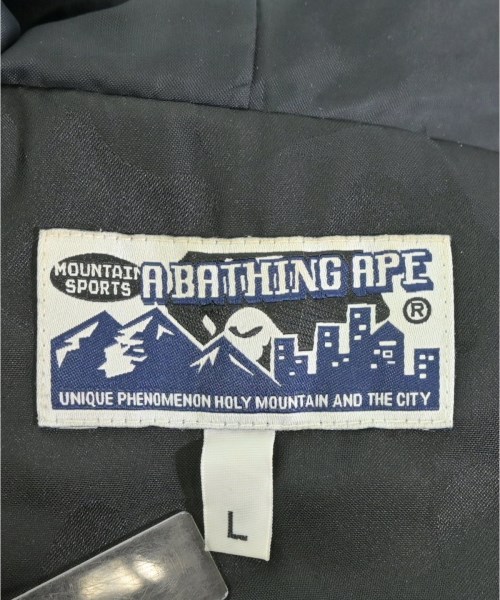 MOUNTAIN
SPORTS
A BATHING APE
®
UNIQUE PHENOMENON HOLY MOUNTAIN AND THE CITY
L